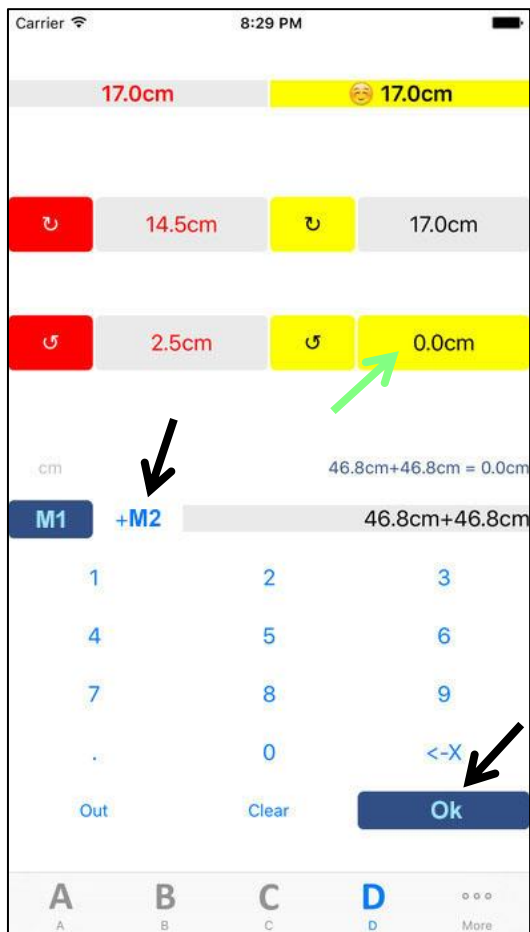 Carrier 8:29 PM
17.0cm ☺️ 17.0cm
↻ 14.5cm ↻ 17.0cm
↺ 2.5cm ↺ 0.0cm
cm 46.8cm+46.8cm = 0.0cm
M1 +M2 46.8cm+46.8cm
1 2 3
4 5 6
7 8 9
. 0 <-X
Out Clear Ok
A B C D
A B C D More